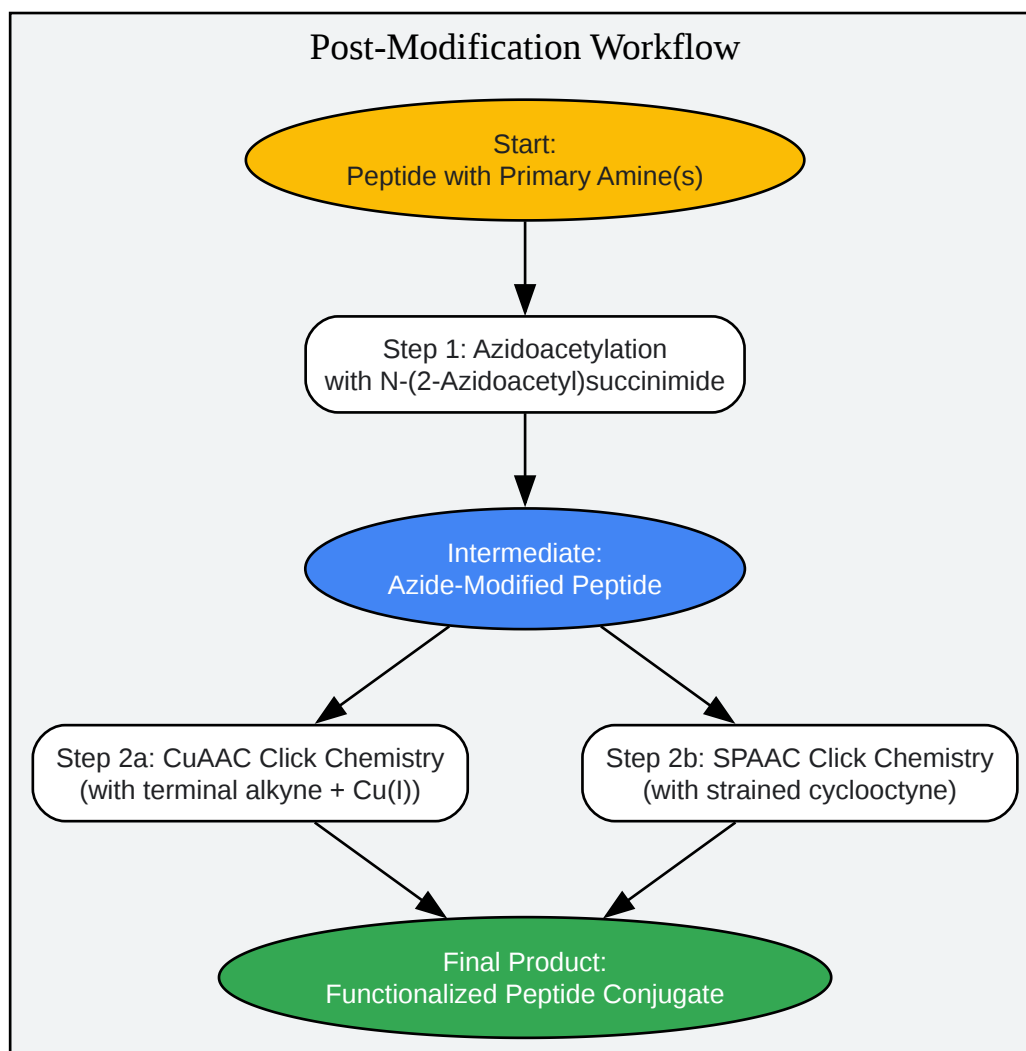 Post-Modification Workflow
Start:
Peptide with Primary Amine(s)
Step 1: Azidoacetylation
with N-(2-Azidoacetyl)succinimide
Intermediate:
Azide-Modified Peptide
Step 2a: CuAAC Click Chemistry
(with terminal alkyne + Cu(I))
Step 2b: SPAAC Click Chemistry
(with strained cyclooctyne)
Final Product:
Functionalized Peptide Conjugate